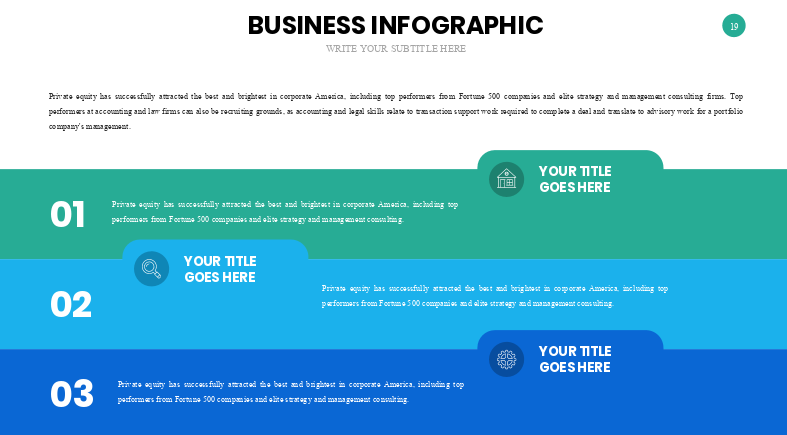 BUSINESS INFOGRAPHIC
19
WRITE YOUR SUBTITLE HERE
Private equity has successfully attracted the best and brightest in corporate America, including top performers from Fortune 500 companies and elite strategy and management consulting firms. Top
performers at accounting and law firms can also be recruiting grounds, as accounting and legal skills relate to transaction support work required to complete a deal and translate to advisory work for a portfolio
company's management.
YOUR TITLE
GOES HERE
01
Private equity has successfully attracted the best and brightest in corporate America, including top
performers from Fortune 500 companies and elite strategy and management consulting.
YOUR TITLE
GOES HERE
02
Private equity has successfully attracted the best and brightest in corporate America, including top
performers from Fortune 500 companies and elite strategy and management consulting.
YOUR TITLE
GOES HERE
03
Private equity has successfully attracted the best and brightest in corporate America, including top
performers from Fortune 500 companies and elite strategy and management consulting.